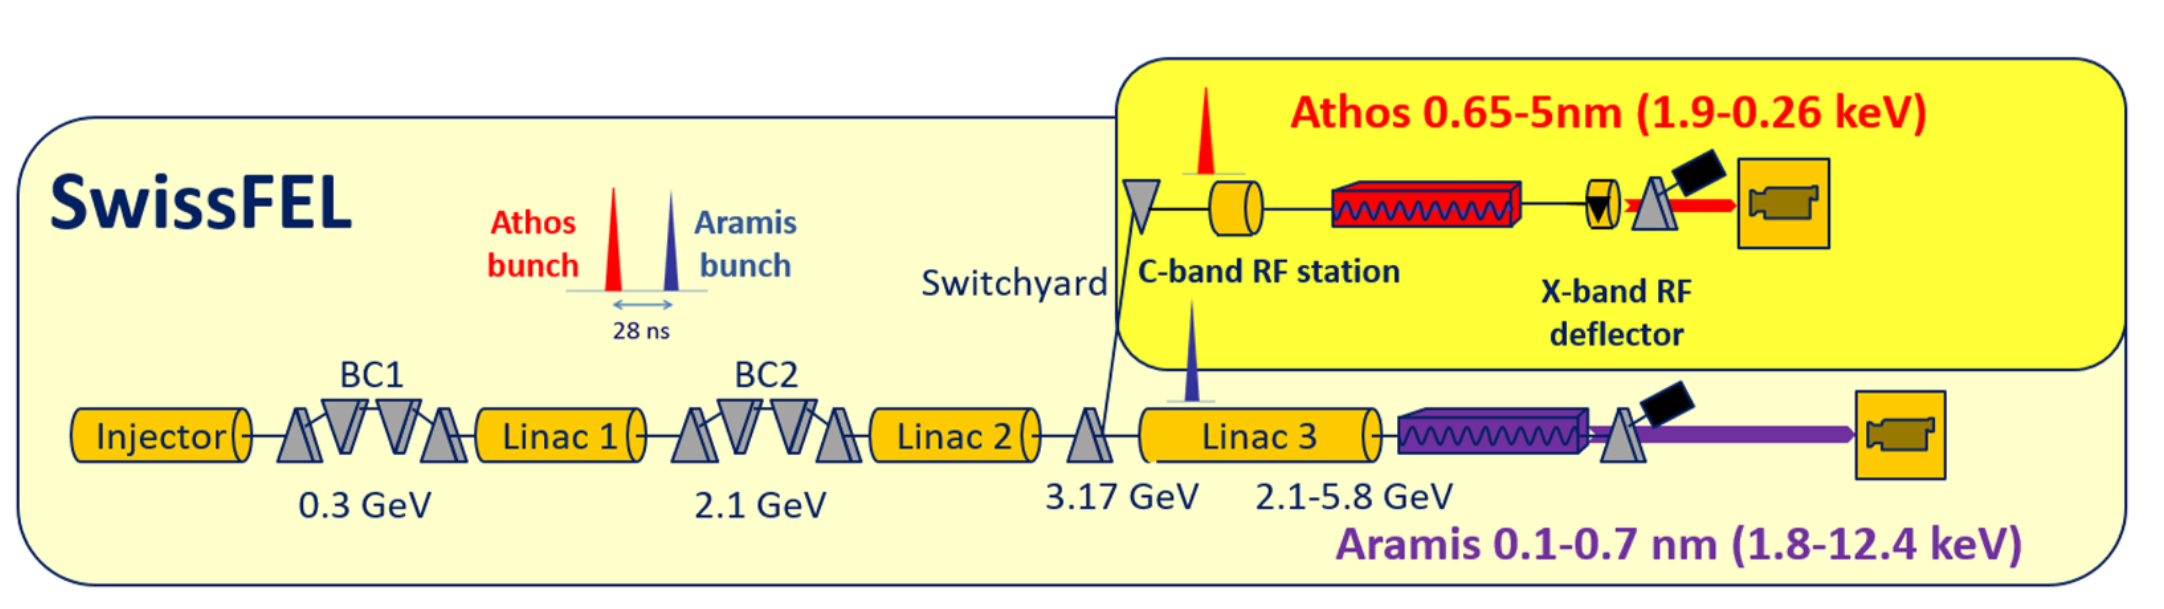 Athos 0.65-5nm (1.9-0.26 keV)
SwissFEL
Athos
bunch
Aramis
bunch
28 ns
Switchyard
C-band RF station
X-band RF
deflector
BC1
BC2
Injector
Linac 1
Linac 2
Linac 3
0.3 GeV
2.1 GeV
3.17 GeV
2.1-5.8 GeV
Aramis 0.1-0.7 nm (1.8-12.4 keV)